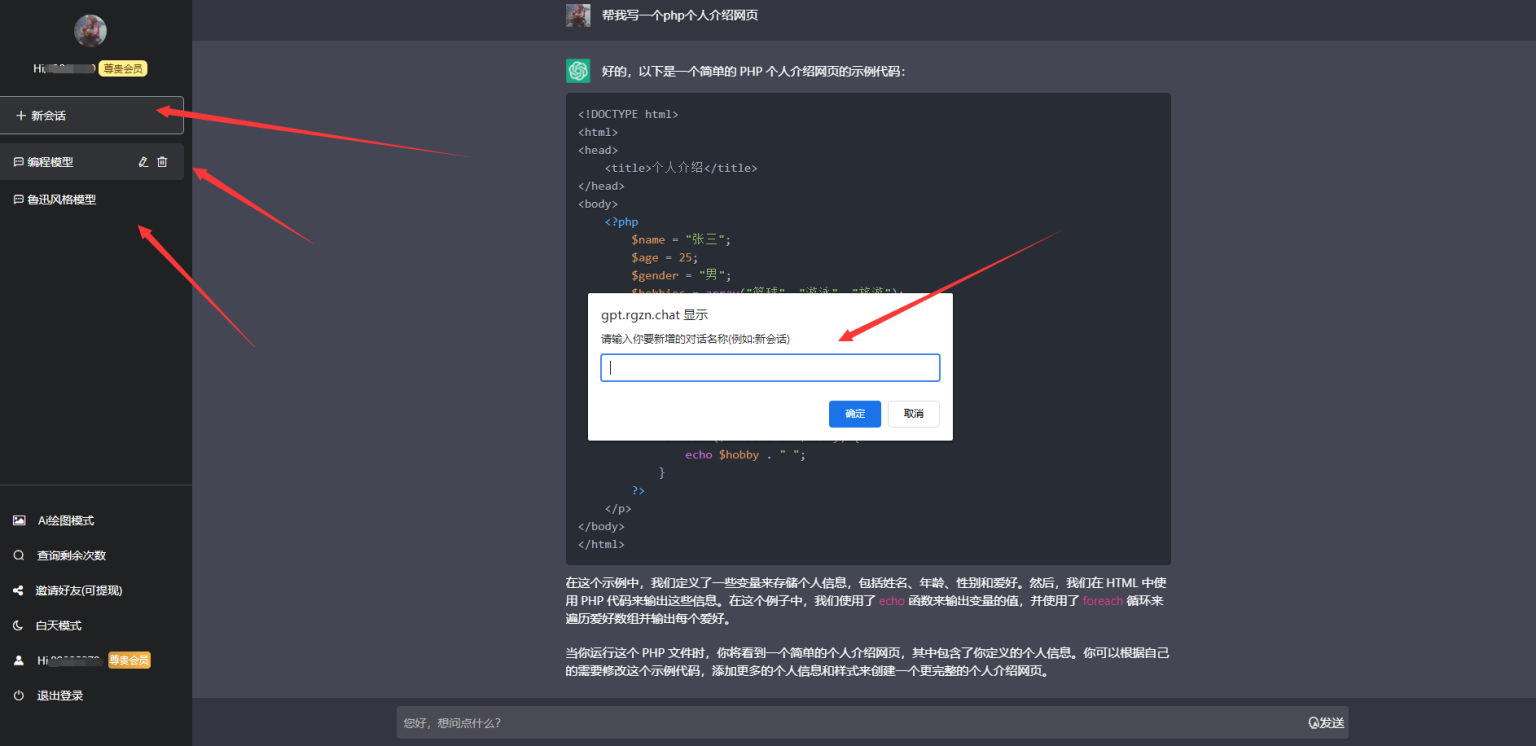 Hi,
尊贵会员
+ 新会话
编程模型
鲁迅风格模型
Ai绘图模式
查询剩余次数
邀请好友(可提现)
白天模式
Hi
尊贵会员
退出登录
帮我写一个php个人介绍网页
好的，以下是一个简单的 PHP 个人介绍网页的示例代码：
<!DOCTYPE html>
<html>
<head>
<title>个人介绍</title>
</head>
<body>
<?php
$name = "张三";
$age = 25;
$gender = "男";
$hobbies = array("篮球", "游泳", "旅游");
gpt.rgzn.chat 显示
请输入你要新增的对话名称(例如:新会话)
确定 取消
echo $hobby . " ";
}
?>
</p>
</body>
</html>
在这个示例中，我们定义了一些变量来存储个人信息，包括姓名、年龄、性别和爱好。然后，我们在 HTML 中使
用 PHP 代码来输出这些信息。在这个例子中，我们使用了 echo 函数来输出变量的值，并使用了 foreach 循环来
遍历爱好数组并输出每个爱好。
当你运行这个 PHP 文件时，你将看到一个简单的个人介绍网页，其中包含了你定义的个人信息。你可以根据自己
的需要修改这个示例代码，添加更多的个人信息和样式来创建一个更完整的个人介绍网页。
您好，想问点什么?
发送